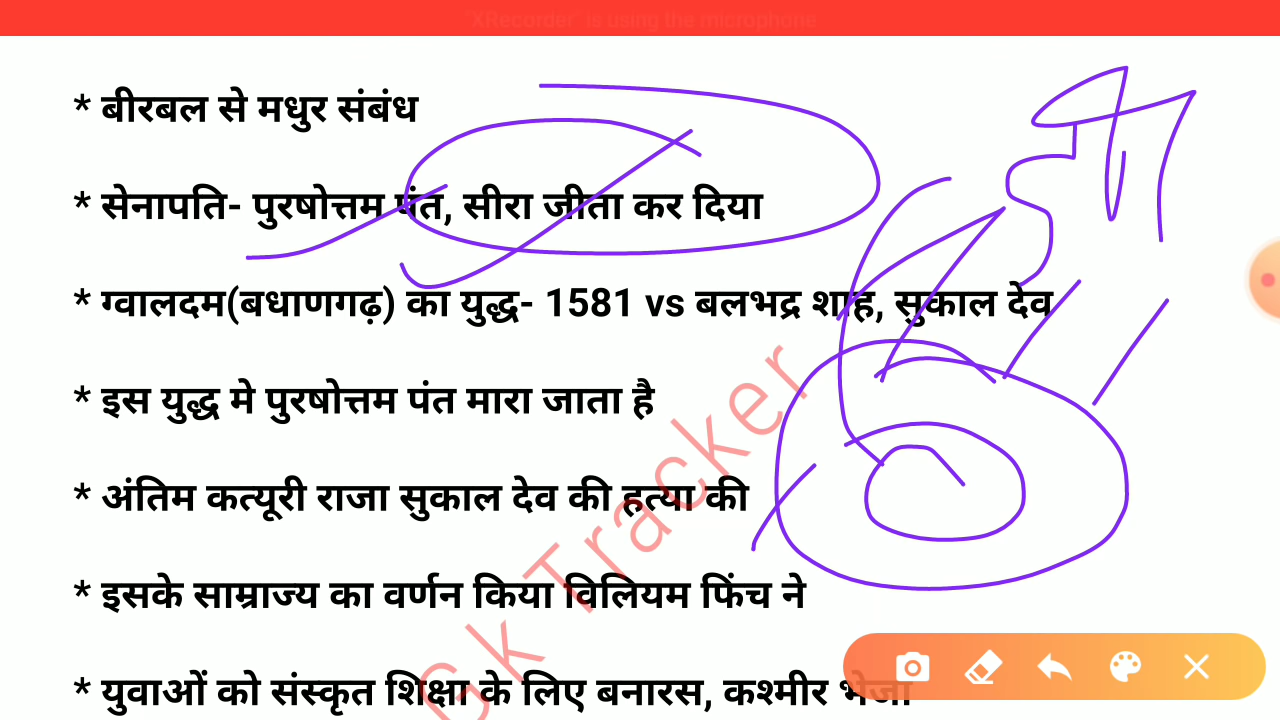 "XRecorder" is using the microphone
* बीरबल से मधुर संबंध
* सेनापति- पुरषोत्तम पंत, सीरा जीता कर दिया
* ग्वालदम(बधाणगढ़) का युद्ध- 1581 vs बलभद्र शाह, सुकाल देव
* इस युद्ध मे पुरषोत्तम पंत मारा जाता है
* अंतिम कत्यूरी राजा सुकाल देव की हत्या की
* इसके साम्राज्य का वर्णन किया विलियम फिंच ने
* युवाओं को संस्कृत शिक्षा के लिए बनारस, कश्मीर भेजा
Gk Tracker